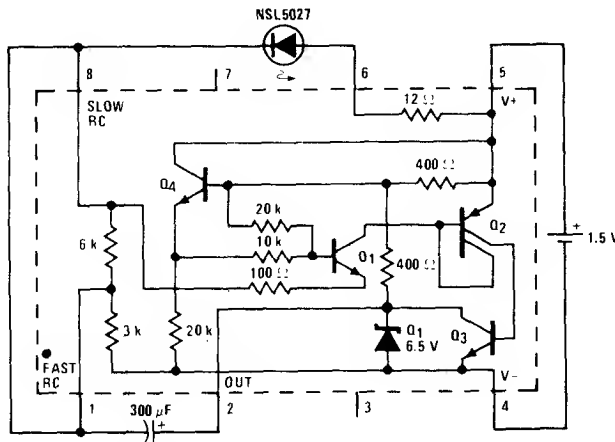 NSL5027
8
7
6
5
SLOW
RC
12 Ω
V+
Q4
400 Ω
20 k
Q2
6 k
10 k
Q1
400 Ω
+
1.5 V
100 Ω
3 k
20 k
Q1
6.5 V
Q3
FAST
RC
OUT
V−
1
300 µF
+
2
3
4